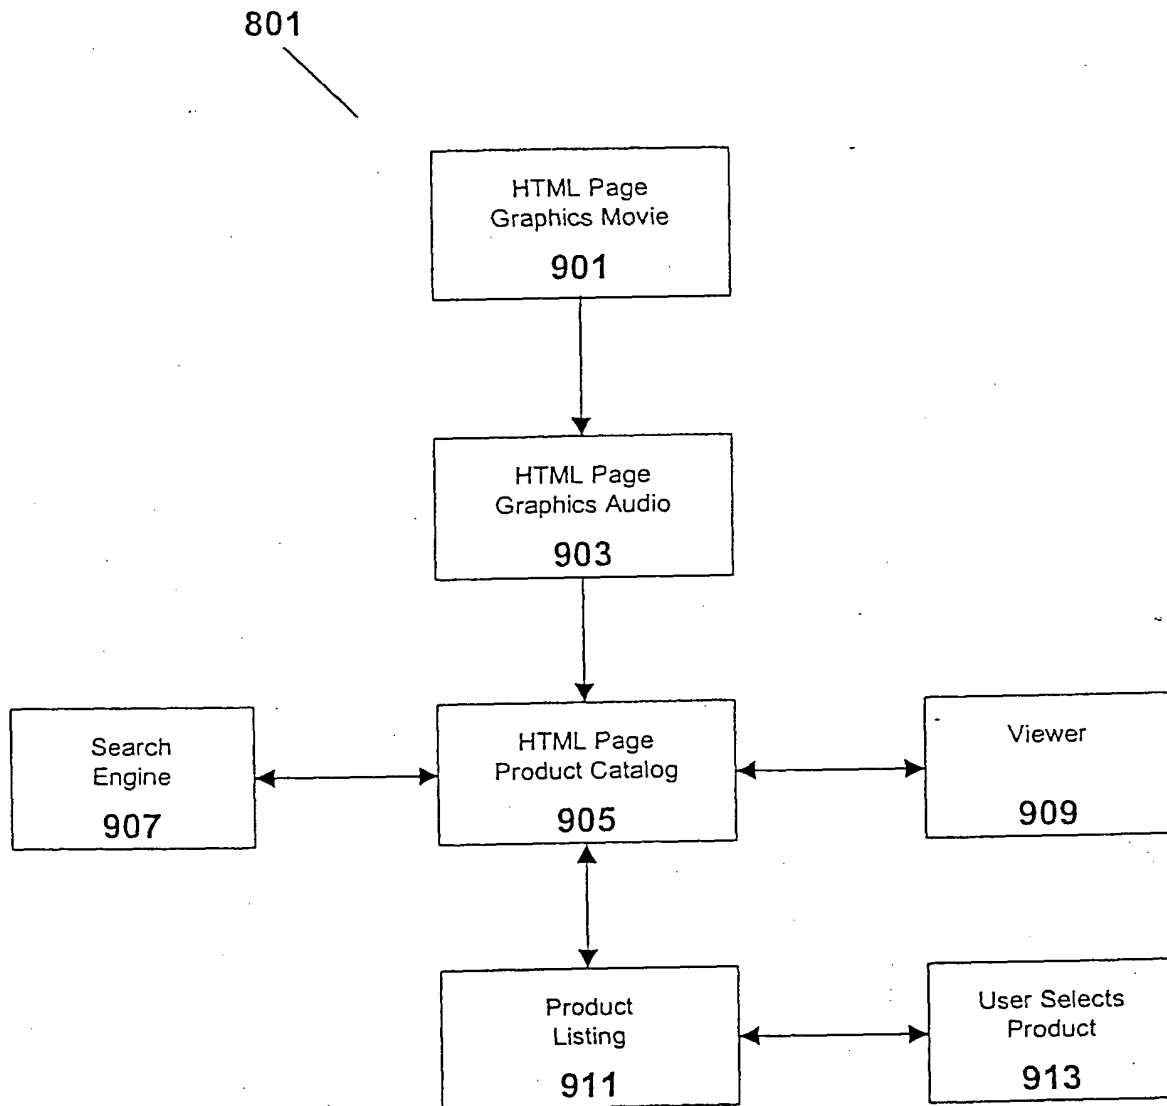 801
HTML Page
Graphics Movie
901
HTML Page
Graphics Audio
903
Search
Engine
907
HTML Page
Product Catalog
905
Viewer
909
Product
Listing
911
User Selects
Product
913